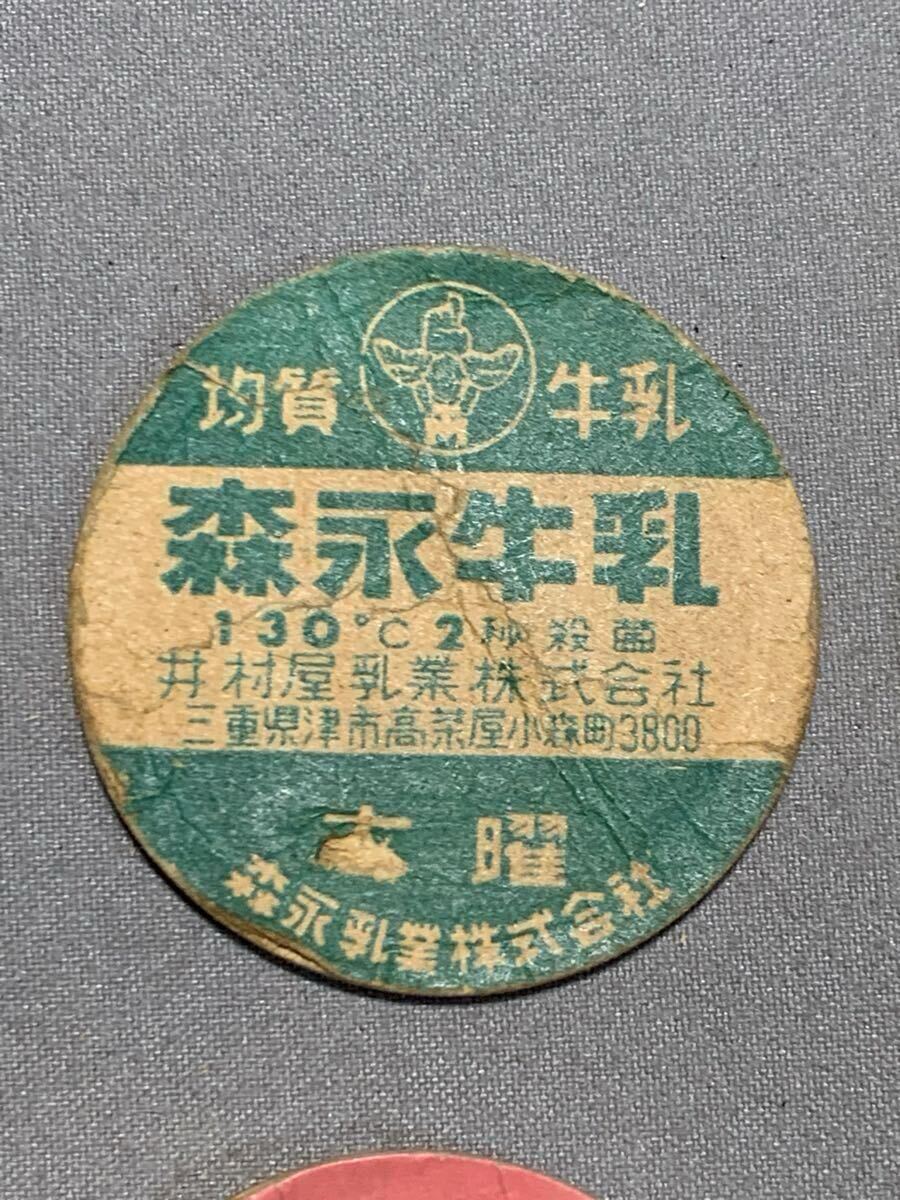 均質 牛乳
M
森永牛乳
130℃2秒殺菌
井村屋乳業株式会社
三重県津市高茶屋小森町3800
曜
森永乳業株式会社